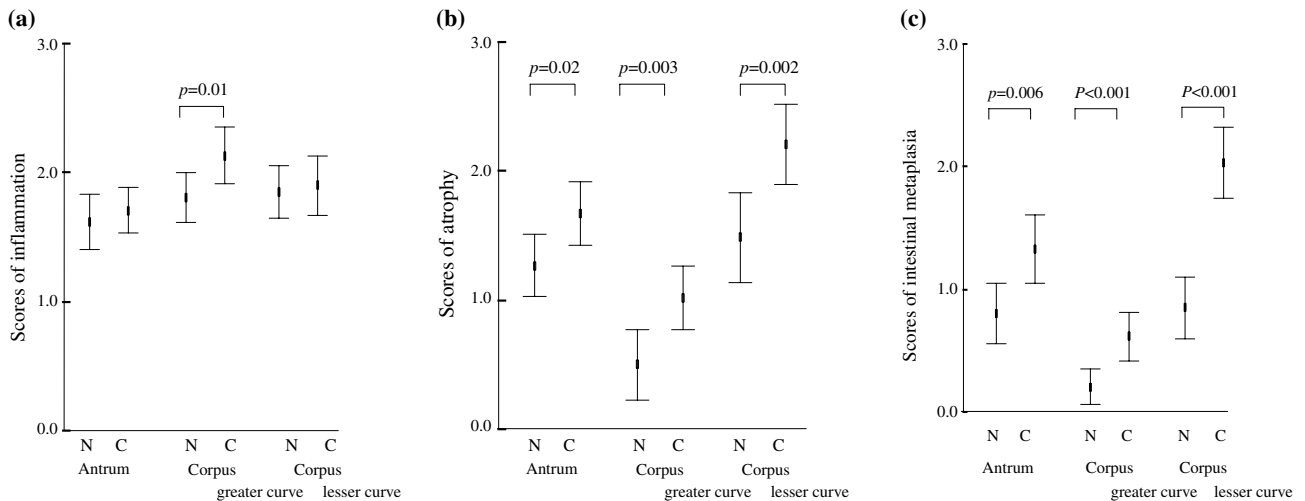 (a)
3.0
2.0
1.0
0.0
Scores of inflammation
p=0.01
N C N C N C
Antrum Corpus Corpus
greater curve lesser curve
(b)
3.0
2.0
1.0
0.0
Scores of atrophy
p=0.02 p=0.003 p=0.002
N C N C N C
Antrum Corpus Corpus
greater curve lesser curve
(c)
3.0
2.0
1.0
0.0
Scores of intestinal metaplasia
p=0.006 P<0.001 P<0.001
N C N C N C
Antrum Corpus Corpus
greater curve lesser curve